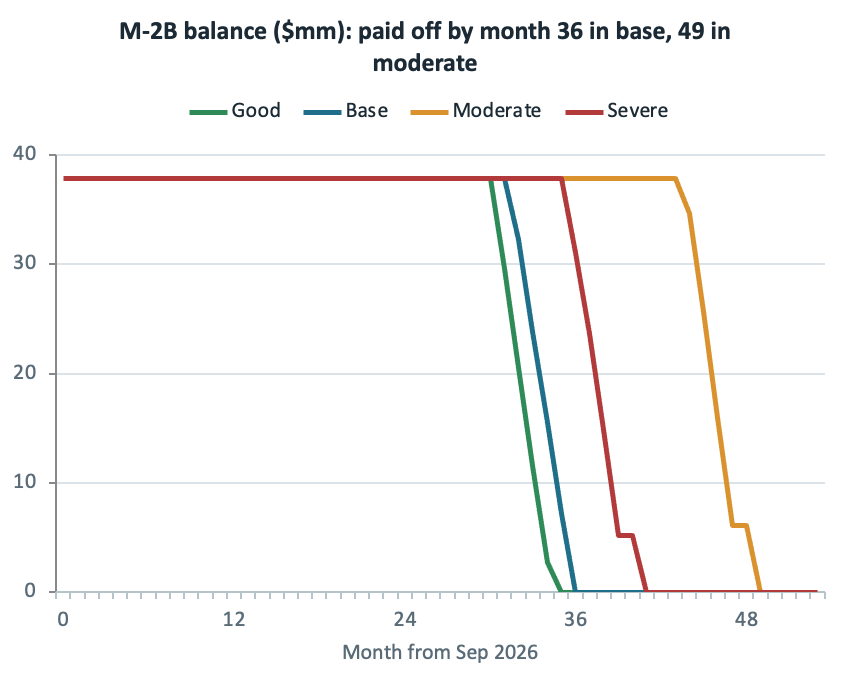 M-2B balance ($mm): paid off by month 36 in base, 49 in
moderate
Good Base Moderate Severe
40
30
20
10
0
0 12 24 36 48
Month from Sep 2026